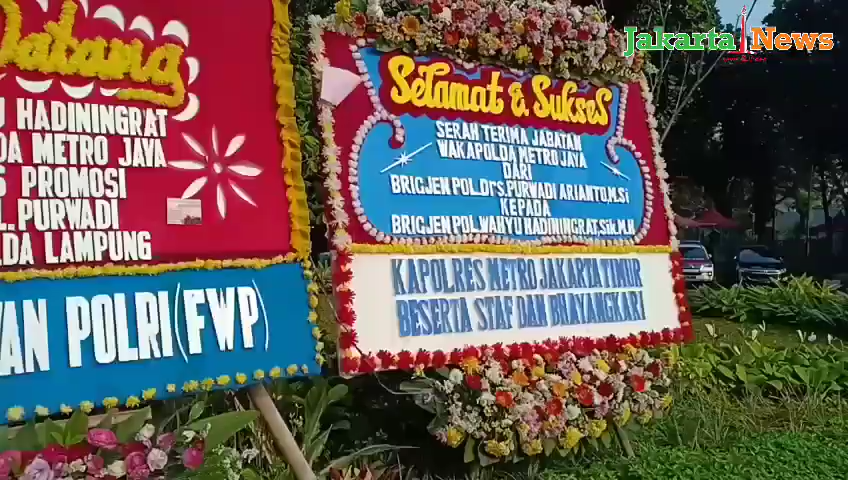 Datang
HADININGRAT
DA METRO JAYA
PROMOSI
PURWADI
LDA LAMPUNG
AN POLRI (FWP)
Selamat & Sukses
SERAH TERIMA JABATAN
WAKAPOLDA METRO JAYA
DARI
BRIGJEN POL.Drs.PURWADI ARIANTO,M.Si
KEPADA
BRIGJEN POL.WAHYU HADININGRAT,Sik.M.H
KAPOLRES METRO JAKARTA TIMUR
BESERTA STAF DAN BHAYANGKARI
Jakarta News